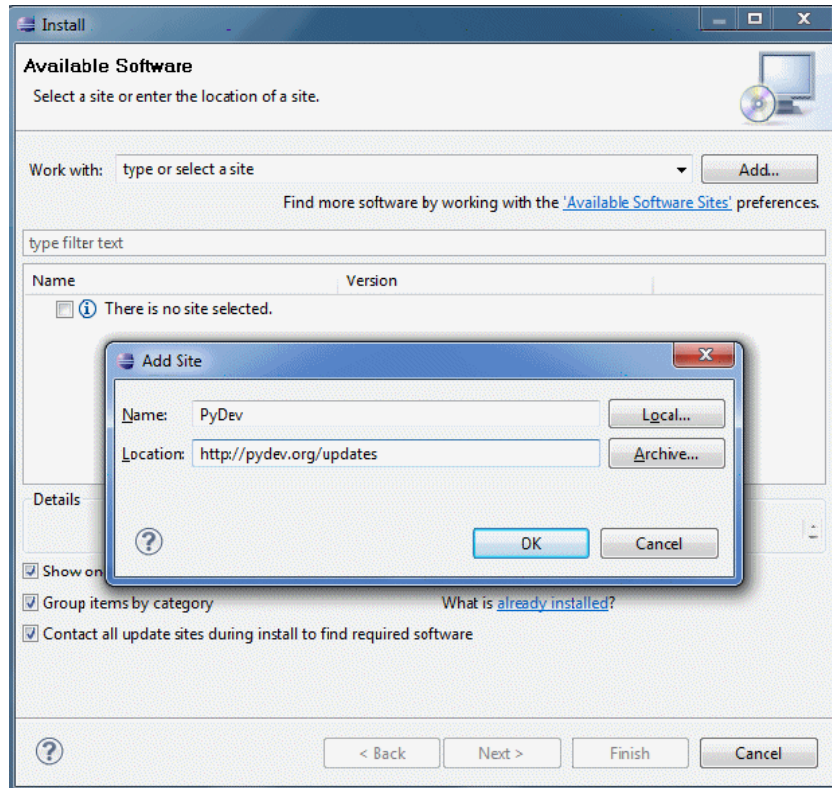 Install
Available Software
Select a site or enter the location of a site.
Work with: type or select a site Add...
Find more software by working with the 'Available Software Sites' preferences.
type filter text
Name Version
There is no site selected.
Add Site
Name: PyDev Local...
Location: http://pydev.org/updates Archive...
Details
OK Cancel
Show on
Group items by category What is already installed?
Contact all update sites during install to find required software
< Back Next > Finish Cancel